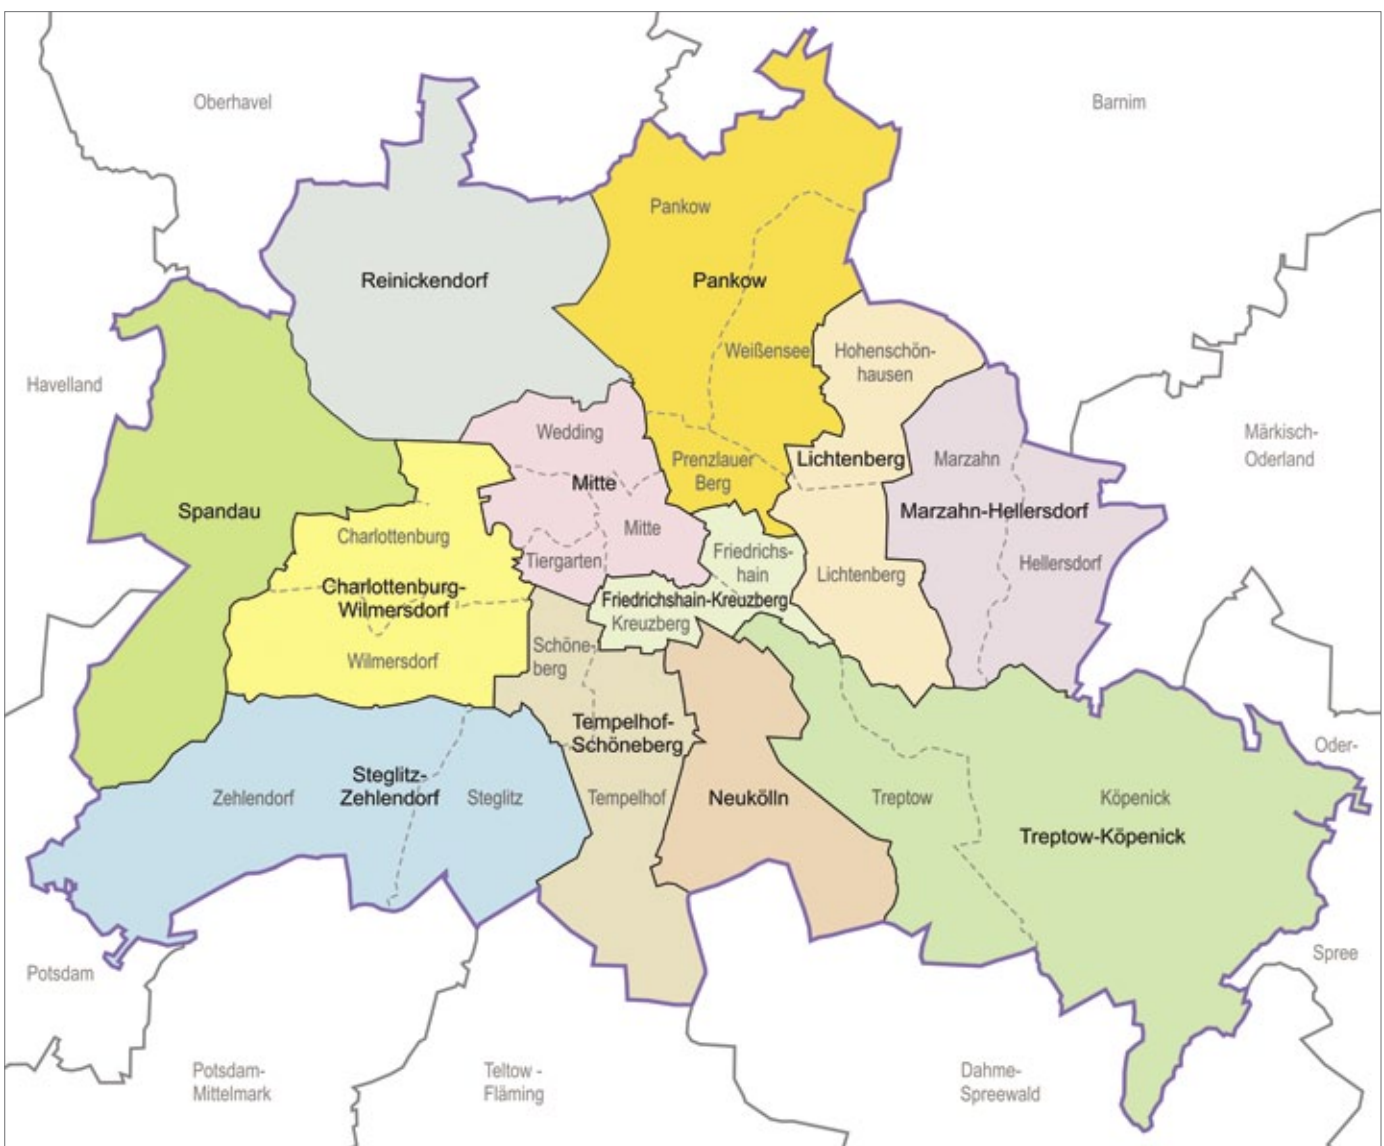 Oberhavel
Barnim
Pankow
Reinickendorf
Pankow
Weißensee
Hohenschön-
hausen
Havelland
Wedding
Märkisch-
Oderland
Prenzlauer
Berg
Lichtenberg
Marzahn
Mitte
Spandau
Marzahn-Hellersdorf
Mitte
Charlottenburg
Friedrichs-
hain
Tiergarten
Lichtenberg
Hellersdorf
Charlottenburg-
Wilmersdorf
Friedrichshain-Kreuzberg
Kreuzberg
Schöne-
berg
Wilmersdorf
Tempelhof-
Schöneberg
Oder-
Steglitz-
Zehlendorf
Zehlendorf
Steglitz
Tempelhof
Neukölln
Treptow
Köpenick
Treptow-Köpenick
Spree
Potsdam
Potsdam-
Mittelmark
Teltow -
Fläming
Dahme-
Spreewald